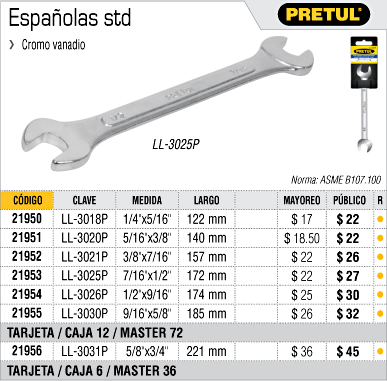 Españolas std
PRETUL®
› Cromo vanadio
LL-3025P
Norma: ASME B107.100
CÓDIGO CLAVE MEDIDA LARGO MAYOREO PÚBLICO R
21950 LL-3018P 1/4"x5/16" 122 mm $ 17 $ 22 •
21951 LL-3020P 5/16"x3/8" 140 mm $ 18.50 $ 22 •
21952 LL-3021P 3/8"x7/16" 157 mm $ 22 $ 26 •
21953 LL-3025P 7/16"x1/2" 172 mm $ 22 $ 27 •
21954 LL-3026P 1/2"x9/16" 174 mm $ 25 $ 30 •
21955 LL-3030P 9/16"x5/8" 185 mm $ 26 $ 32 •
TARJETA / CAJA 12 / MASTER 72
21956 LL-3031P 5/8"x3/4" 221 mm $ 36 $ 45 •
TARJETA / CAJA 6 / MASTER 36